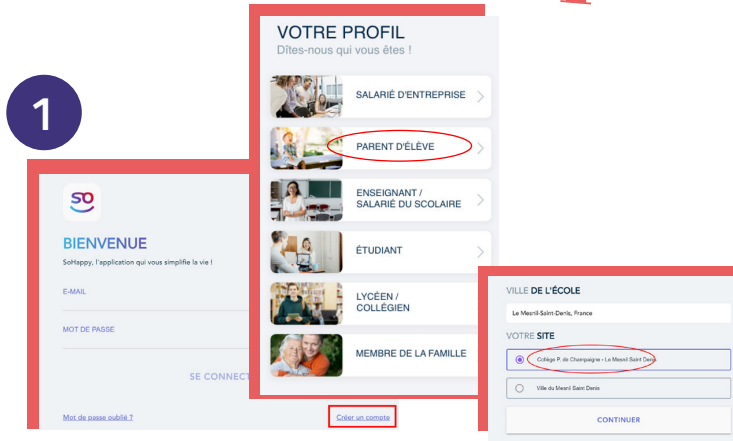 1
so
BIENVENUE
SoHappy, l'application qui vous simplifie la vie !
E-MAIL
MOT DE PASSE
SE CONNECT
Mot de passe oublié ?
Créer un compte
VOTRE PROFIL
Dîtes-nous qui vous êtes !
SALARIÉ D'ENTREPRISE
PARENT D'ÉLÈVE
ENSEIGNANT /
SALARIÉ DU SCOLAIRE
ÉTUDIANT
LYCÉEN /
COLLÉGIEN
MEMBRE DE LA FAMILLE
VILLE DE L'ÉCOLE
Le Mesnil-Saint-Denis, France
VOTRE SITE
Collège P. de Champaigne - Le Mesnil Saint Denis
Ville du Mesnil Saint Denis
CONTINUER